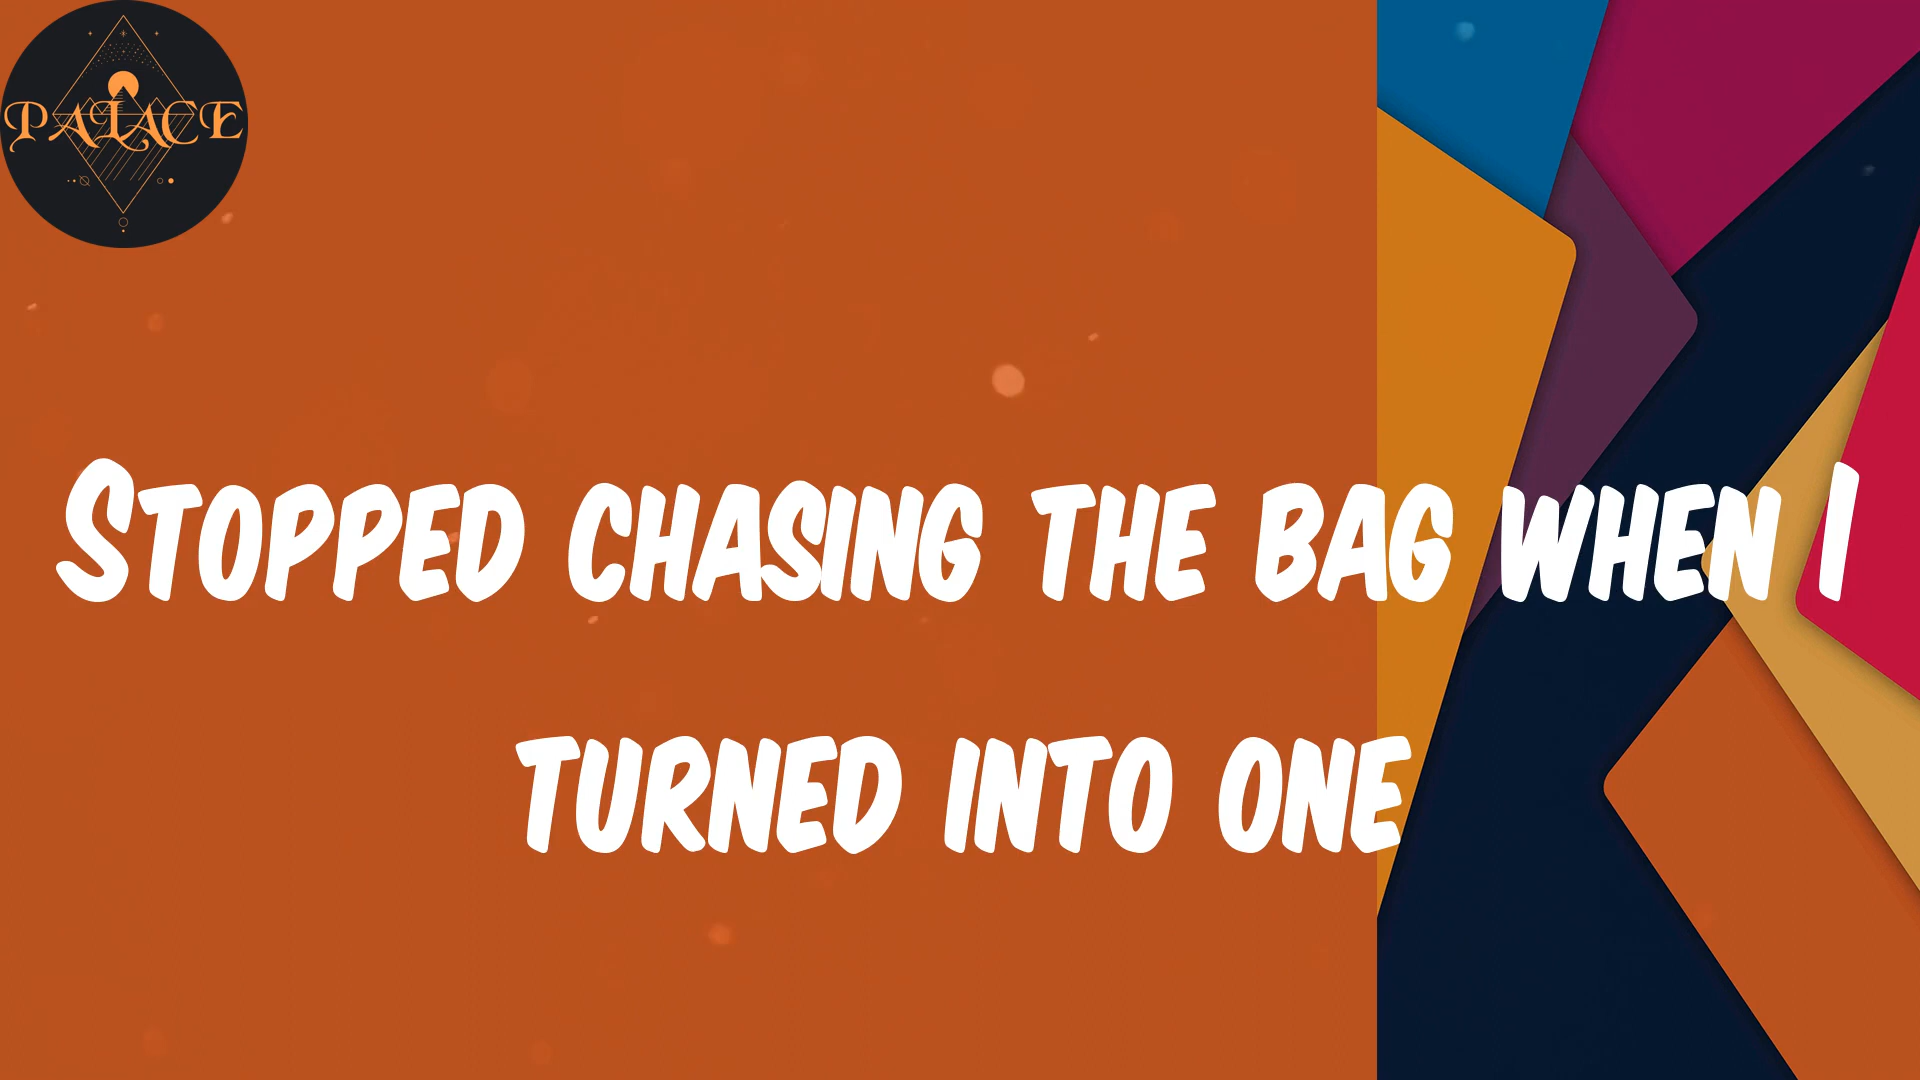 PALACE
Stopped chasing the bag when I
turned into one